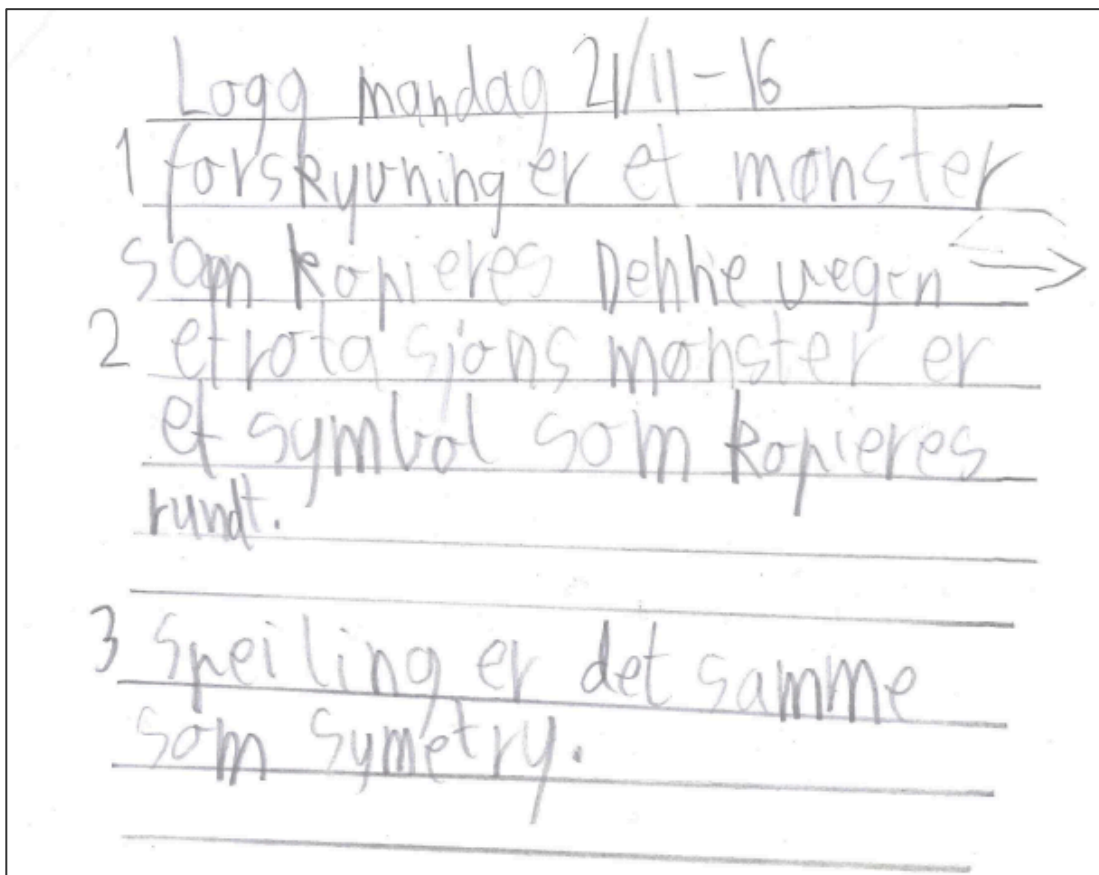 Logg mandag 21/11-16
1 forskyvning er et mønster
som kopieres Denne vegen
2 et rotasjons mønster er
et symbol som kopieres
rundt.
3 Speiling er det samme
som symetry.